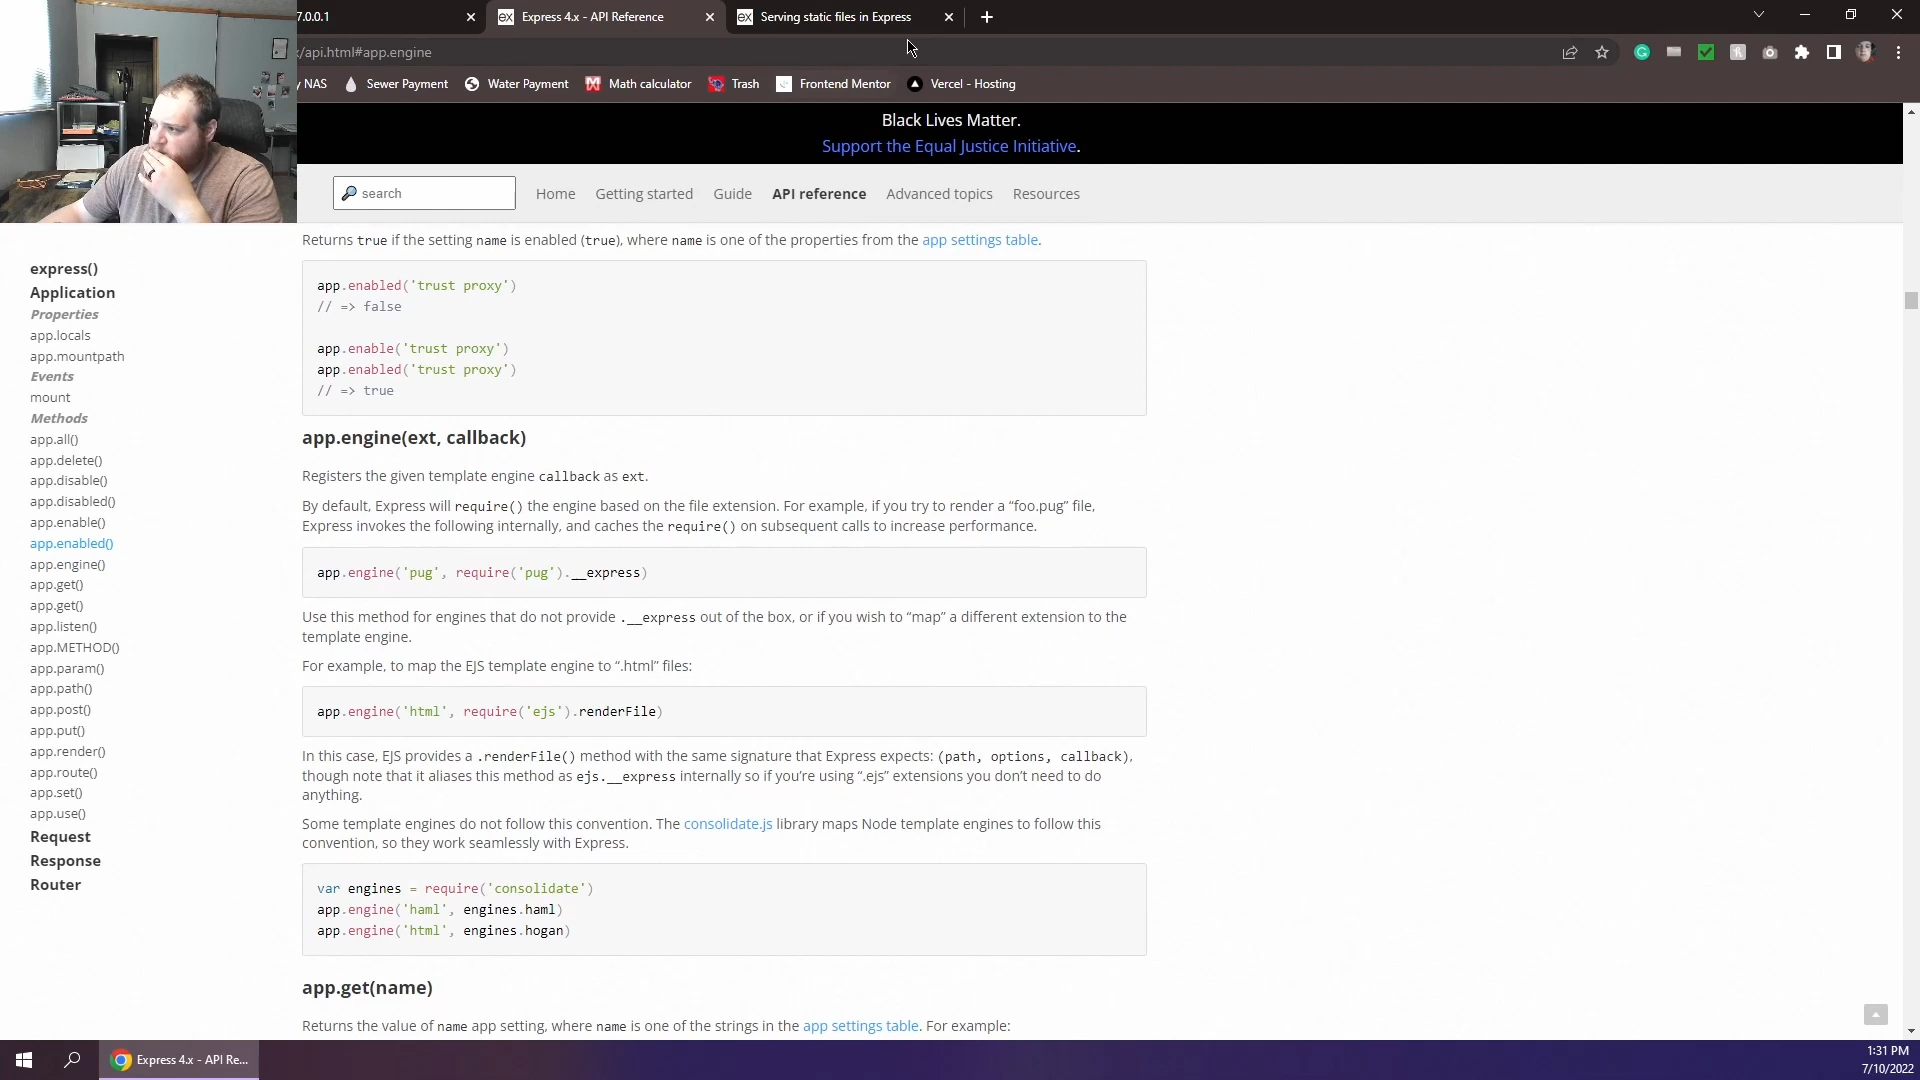 7.0.0.1
Express 4.x - API Reference
Serving static files in Express
/api.html#app.engine
y NAS
Sewer Payment
Water Payment
Math calculator
Trash
Frontend Mentor
Vercel - Hosting
Black Lives Matter.
Support the Equal Justice Initiative.
search
Home
Getting started
Guide
API reference
Advanced topics
Resources
express()
Application
Properties
app.locals
app.mountpath
Events
mount
Methods
app.all()
app.delete()
app.disable()
app.disabled()
app.enable()
app.enabled()
app.engine()
app.get()
app.get()
app.listen()
app.METHOD()
app.param()
app.path()
app.post()
app.put()
app.render()
app.route()
app.set()
app.use()
Request
Response
Router
Returns true if the setting name is enabled (true), where name is one of the properties from the app settings table.
app.enabled('trust proxy')
// => false
app.enable('trust proxy')
app.enabled('trust proxy')
// => true
app.engine(ext, callback)
Registers the given template engine callback as ext.
By default, Express will require() the engine based on the file extension. For example, if you try to render a “foo.pug” file,
Express invokes the following internally, and caches the require() on subsequent calls to increase performance.
app.engine('pug', require('pug').__express)
Use this method for engines that do not provide .__express out of the box, or if you wish to “map” a different extension to the
template engine.
For example, to map the EJS template engine to “.html” files:
app.engine('html', require('ejs').renderFile)
In this case, EJS provides a .renderFile() method with the same signature that Express expects: (path, options, callback),
though note that it aliases this method as ejs.__express internally so if you’re using “.ejs” extensions you don’t need to do
anything.
Some template engines do not follow this convention. The consolidate.js library maps Node template engines to follow this
convention, so they work seamlessly with Express.
var engines = require('consolidate')
app.engine('haml', engines.haml)
app.engine('html', engines.hogan)
app.get(name)
Returns the value of name app setting, where name is one of the strings in the app settings table. For example:
Express 4.x - API Re...
1:31 PM
7/10/2022